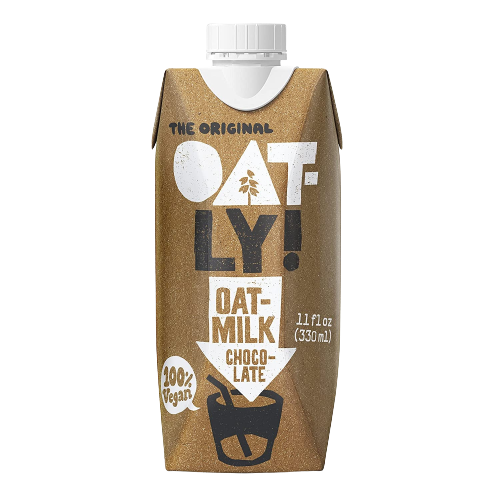 THE ORIGINAL
OAT-
LY!
OAT-
MILK
CHOCO-
LATE
11 fl oz
(330 ml)
100%
Vegan